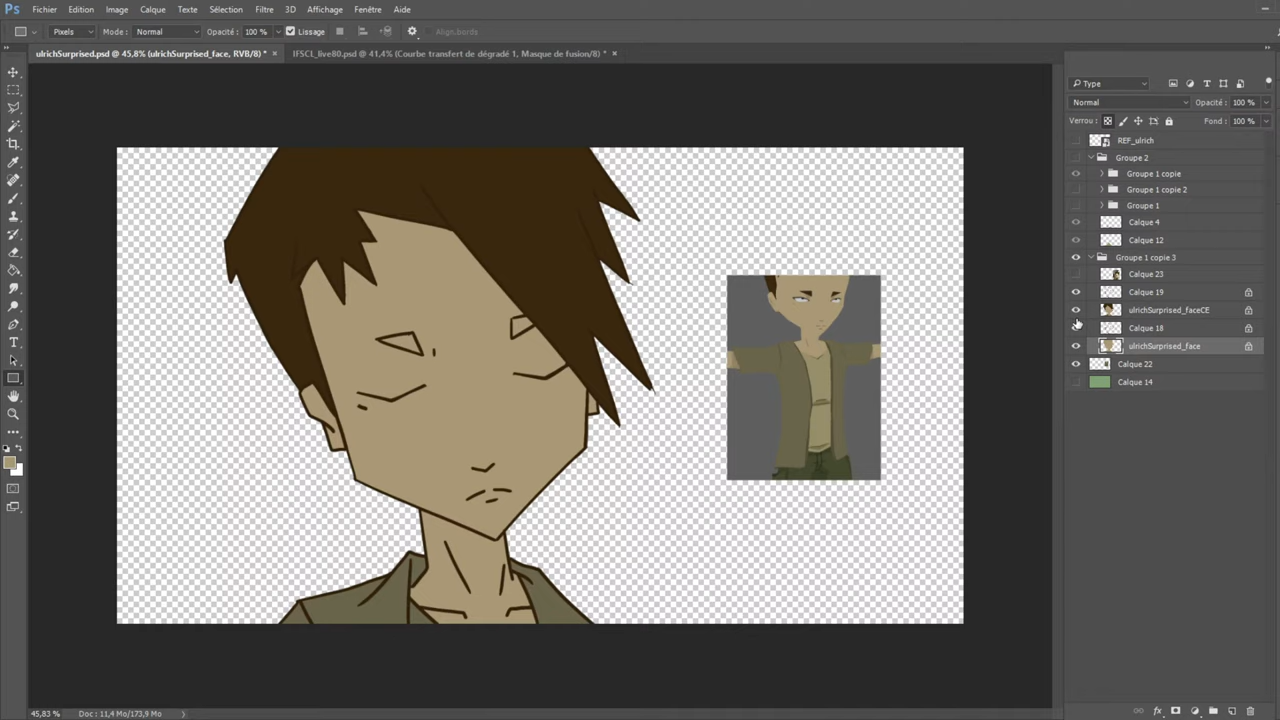 Ps Fichier Edition Image Calque Texte Sélection Filtre 3D Affichage Fenêtre Aide
Pixels Mode : Normal Opacité : 100 % Lissage Align.bords
ulrichSurprised.psd @ 45,8% (ulrichSurprised_face, RVB/8) * × IFSCL_live80.psd @ 41,4% (Courbe transfert de dégradé 1, Masque de fusion/8) * ×
Type
Normal Opacité : 100 %
Verrou : Fond : 100 %
REF_ulrich
Groupe 2
Groupe 1 copie
Groupe 1 copie 2
Groupe 1
Calque 4
Calque 12
Groupe 1 copie 3
Calque 23
Calque 19
ulrichSurprised_faceCE
Calque 18
ulrichSurprised_face
Calque 22
Calque 14
45,83 % Doc : 11,4 Mo/173,9 Mo